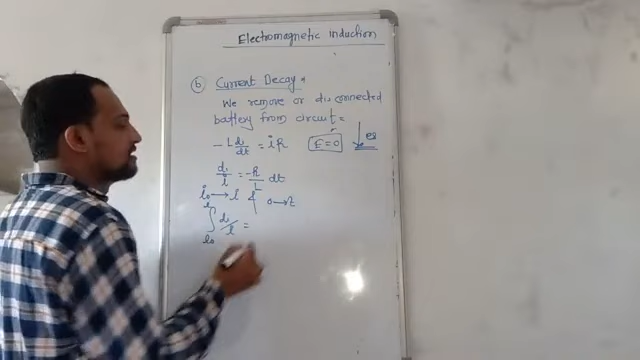 Electromagnetic Induction
(b) Current Decay
We remove or disconnected
battery from circuit =
-L di/dt = iR E=0
di/i = -R/L dt
i₀ → i & 0 → t
∫ᵢ₀ⁱ di/i =